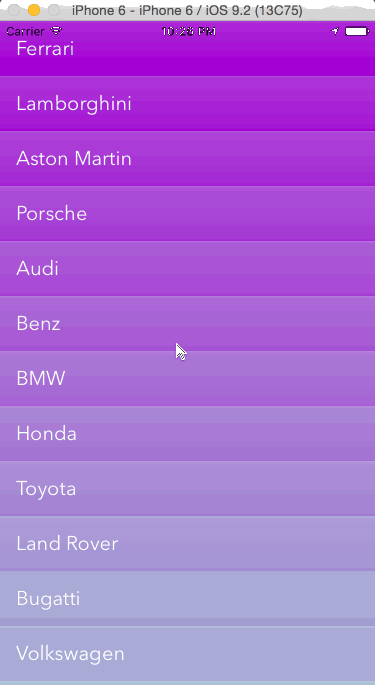 iPhone 6 - iPhone 6 / iOS 9.2 (13C75)
Carrier 10:28 PM
Ferrari
Lamborghini
Aston Martin
Porsche
Audi
Benz
BMW
Honda
Toyota
Land Rover
Bugatti
Volkswagen